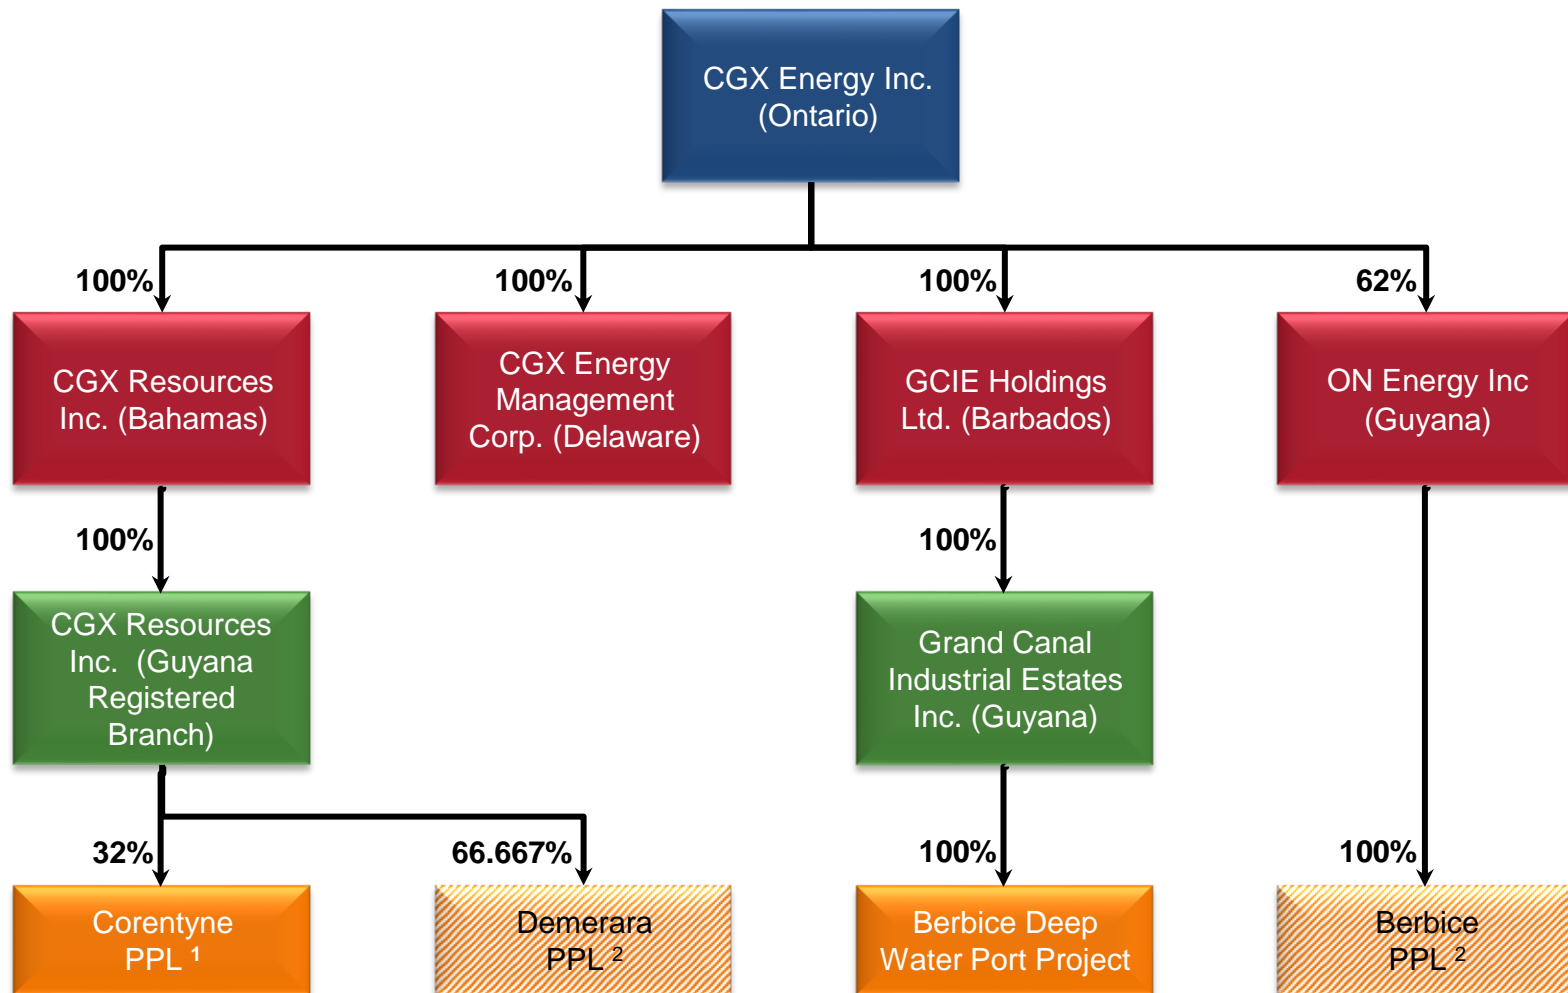 CGX Energy Inc.
(Ontario)
100%
100%
100%
62%
CGX Resources
Inc. (Bahamas)
CGX Energy
Management
Corp. (Delaware)
GCIE Holdings
Ltd. (Barbados)
ON Energy Inc
(Guyana)
100%
100%
CGX Resources
Inc. (Guyana
Registered
Branch)
Grand Canal
Industrial Estates
Inc. (Guyana)
32%
66.667%
100%
100%
Corentyne
PPL 1
Demerara
PPL 2
Berbice Deep
Water Port Project
Berbice
PPL 2